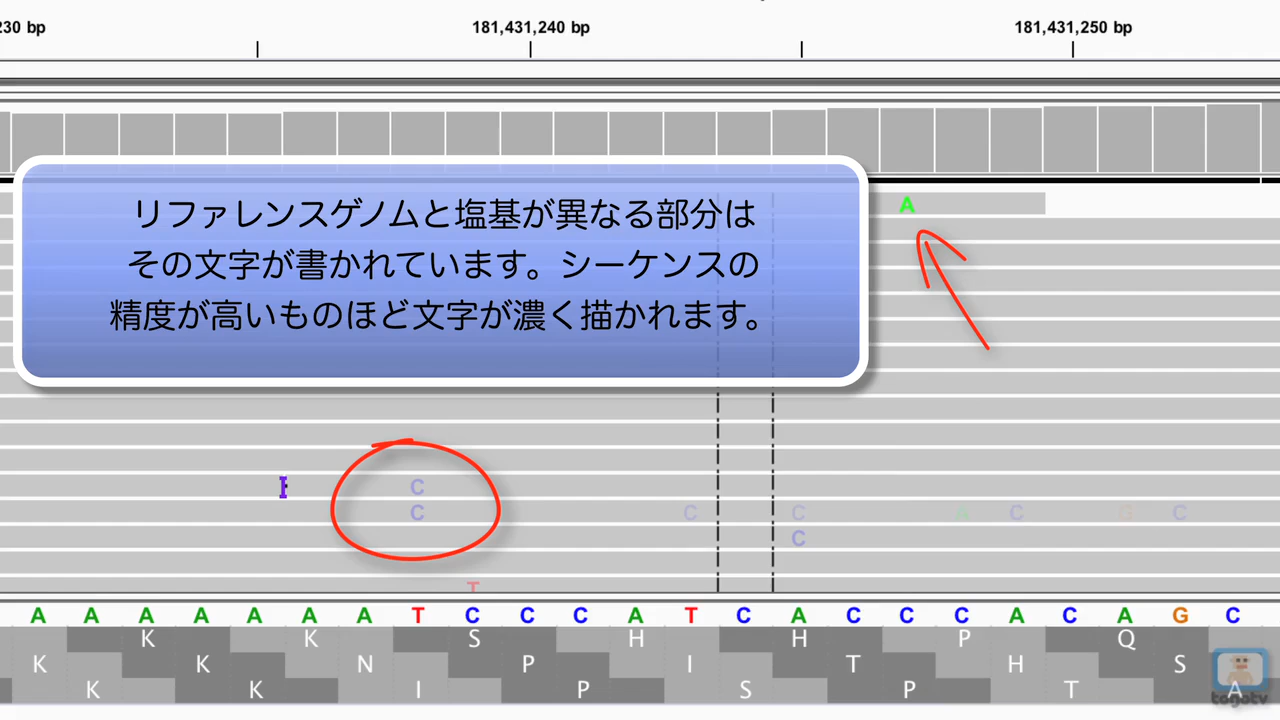 230 bp 181,431,240 bp 181,431,250 bp
リファレンスゲノムと塩基が異なる部分は
その文字が書かれています。シーケンスの
精度が高いものほど文字が濃く描かれます。
A
C
C C C A C G C
C
T
A A A A A A A T C C C A T C A C C C A C A G C
K K S H H P Q
K K N P I T H S
K K I P S P T A
togotv